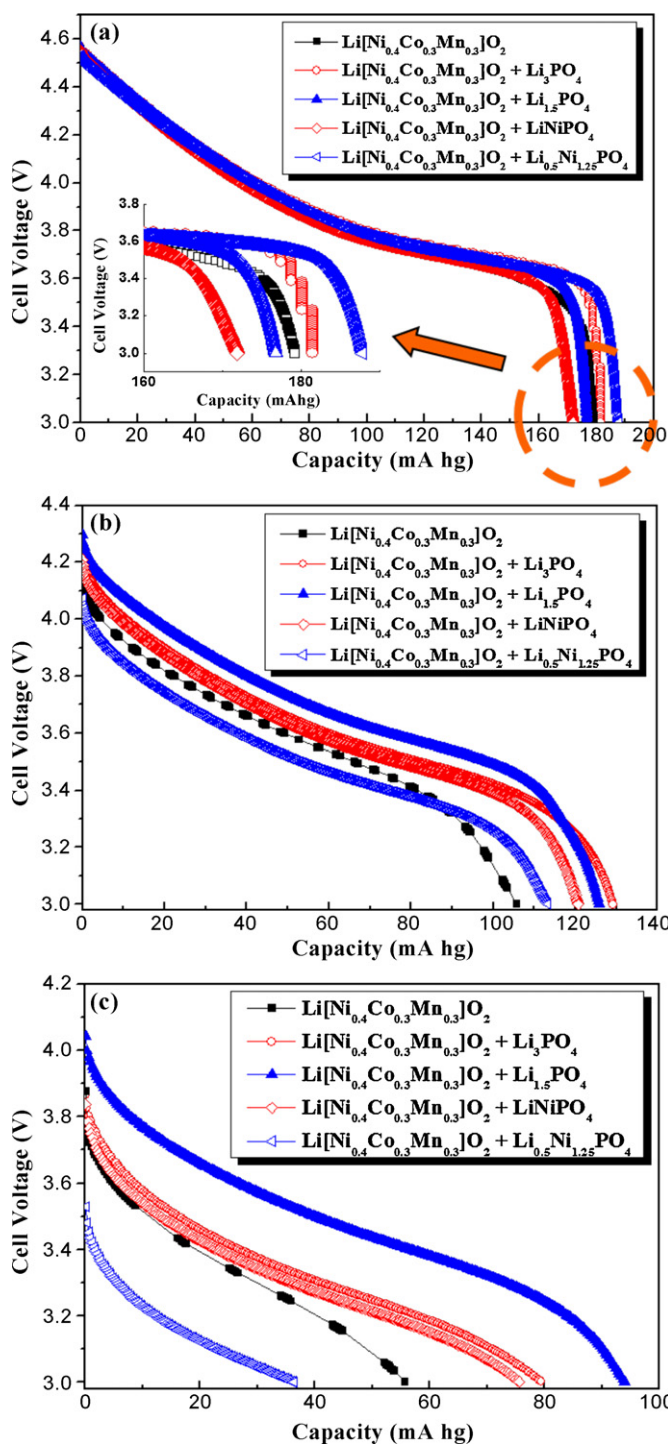 (a)
Li[Ni₀.₄Co₀.₃Mn₀.₃]O₂
Li[Ni₀.₄Co₀.₃Mn₀.₃]O₂ + Li₃PO₄
Li[Ni₀.₄Co₀.₃Mn₀.₃]O₂ + Li₁.₅PO₄
Li[Ni₀.₄Co₀.₃Mn₀.₃]O₂ + LiNiPO₄
Li[Ni₀.₄Co₀.₃Mn₀.₃]O₂ + Li₀.₅Ni₁.₂₅PO₄
Cell Voltage (V)
4.6
4.4
4.2
4.0
3.8
3.6
3.4
3.2
3.0
Cell Voltage (V)
3.8
3.6
3.4
3.2
3.0
160 180
Capacity (mAhg)
0 20 40 60 80 100 120 140 160 180 200
Capacity (mA hg)
(b)
Li[Ni₀.₄Co₀.₃Mn₀.₃]O₂
Li[Ni₀.₄Co₀.₃Mn₀.₃]O₂ + Li₃PO₄
Li[Ni₀.₄Co₀.₃Mn₀.₃]O₂ + Li₁.₅PO₄
Li[Ni₀.₄Co₀.₃Mn₀.₃]O₂ + LiNiPO₄
Li[Ni₀.₄Co₀.₃Mn₀.₃]O₂ + Li₀.₅Ni₁.₂₅PO₄
Cell Voltage (V)
4.4
4.2
4.0
3.8
3.6
3.4
3.2
3.0
0 20 40 60 80 100 120 140
Capacity (mA hg)
(c)
Li[Ni₀.₄Co₀.₃Mn₀.₃]O₂
Li[Ni₀.₄Co₀.₃Mn₀.₃]O₂ + Li₃PO₄
Li[Ni₀.₄Co₀.₃Mn₀.₃]O₂ + Li₁.₅PO₄
Li[Ni₀.₄Co₀.₃Mn₀.₃]O₂ + LiNiPO₄
Li[Ni₀.₄Co₀.₃Mn₀.₃]O₂ + Li₀.₅Ni₁.₂₅PO₄
Cell Voltage (V)
4.2
4.0
3.8
3.6
3.4
3.2
3.0
0 20 40 60 80 100
Capacity (mA hg)